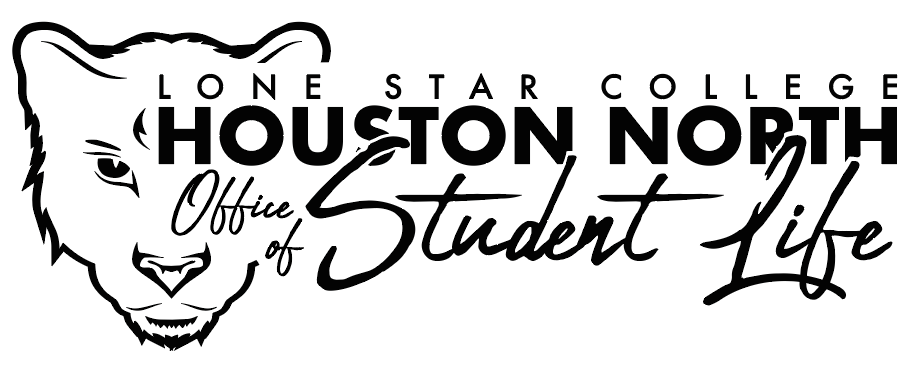 LONE STAR COLLEGE
HOUSTON NORTH
Office
of Student Life